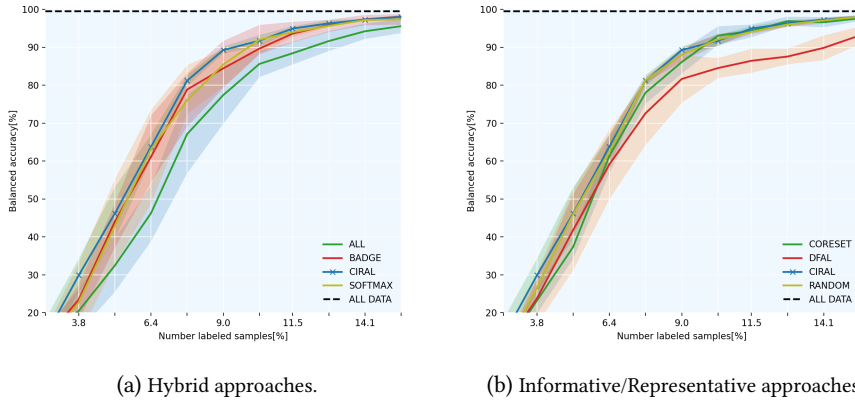 100
90
80
70
60
50
40
30
20
Balanced accuracy[%]
3.8 6.4 9.0 11.5 14.1
Number labeled samples[%]
ALL
BADGE
CIRAL
SOFTMAX
ALL DATA
(a) Hybrid approaches.
100
90
80
70
60
50
40
30
20
Balanced accuracy[%]
3.8 6.4 9.0 11.5 14.1
Number labeled samples[%]
CORESET
DFAL
CIRAL
RANDOM
ALL DATA
(b) Informative/Representative approaches